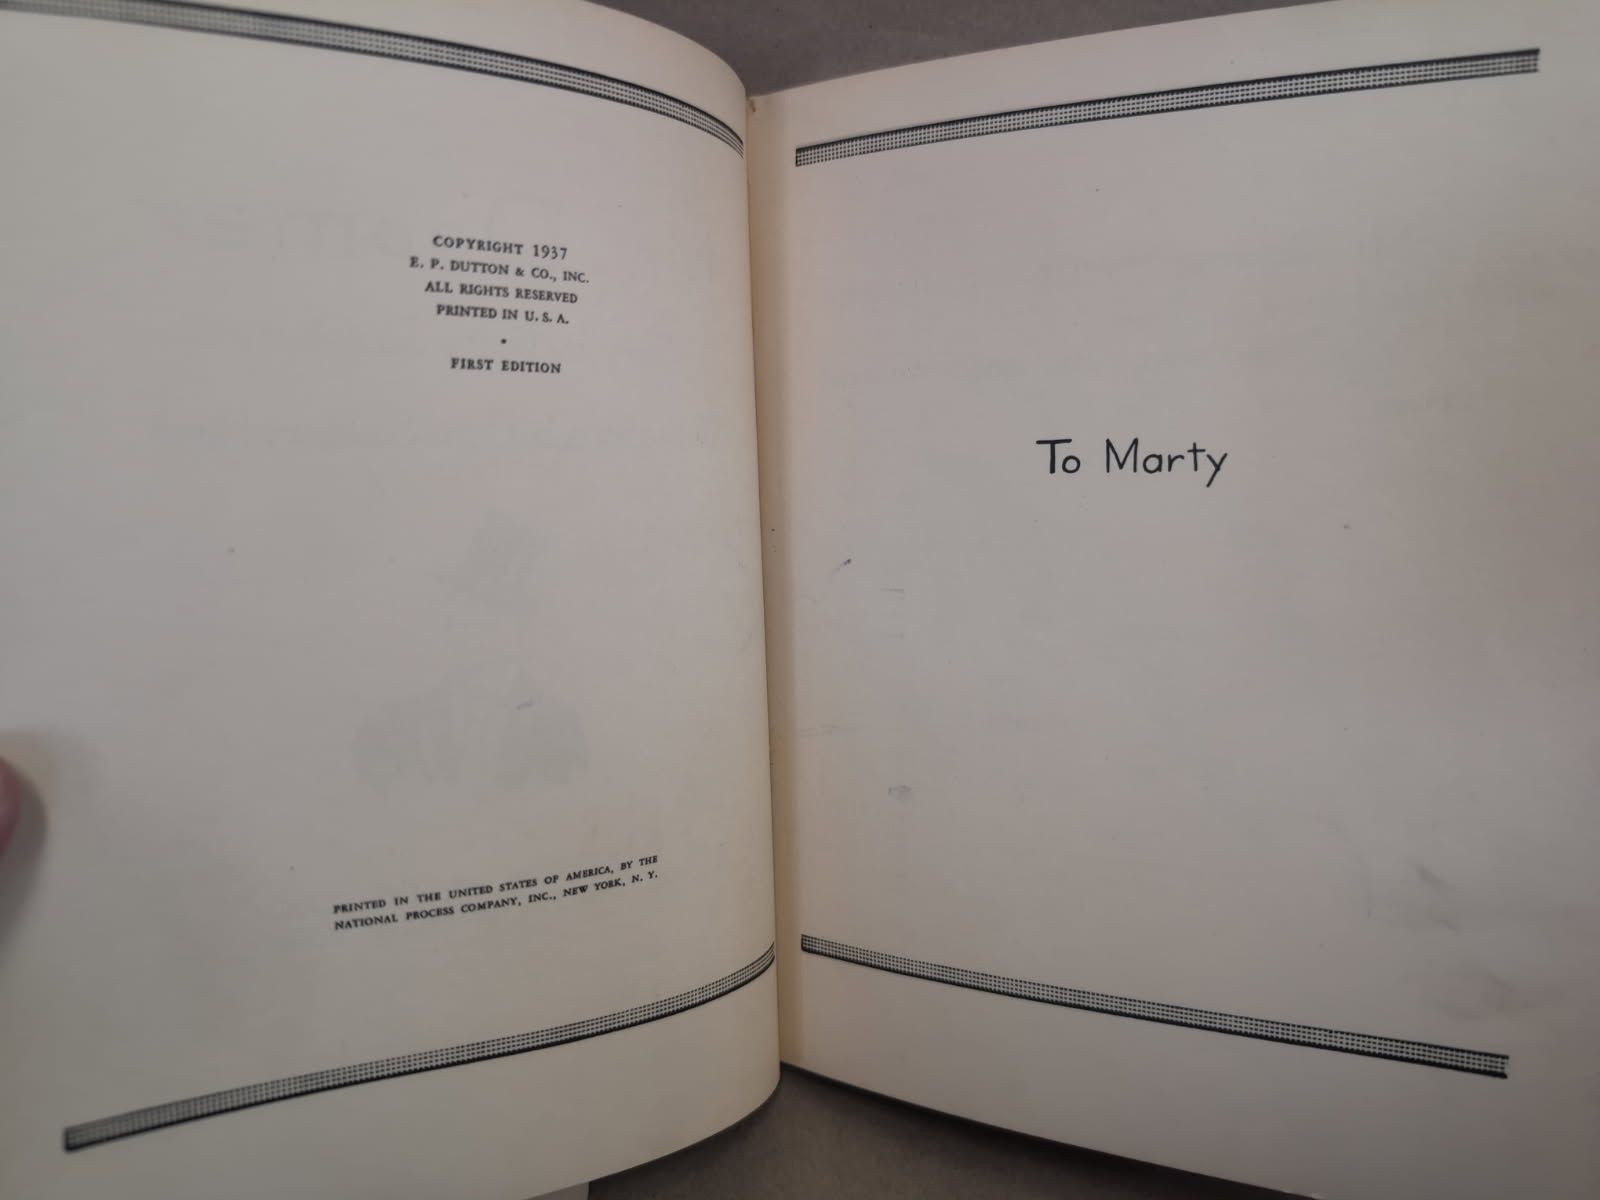 COPYRIGHT 1937
E. P. DUTTON & CO., INC.
ALL RIGHTS RESERVED
PRINTED IN U. S. A.
•
FIRST EDITION
PRINTED IN THE UNITED STATES OF AMERICA, BY THE
NATIONAL PROCESS COMPANY, INC., NEW YORK, N. Y.
To Marty